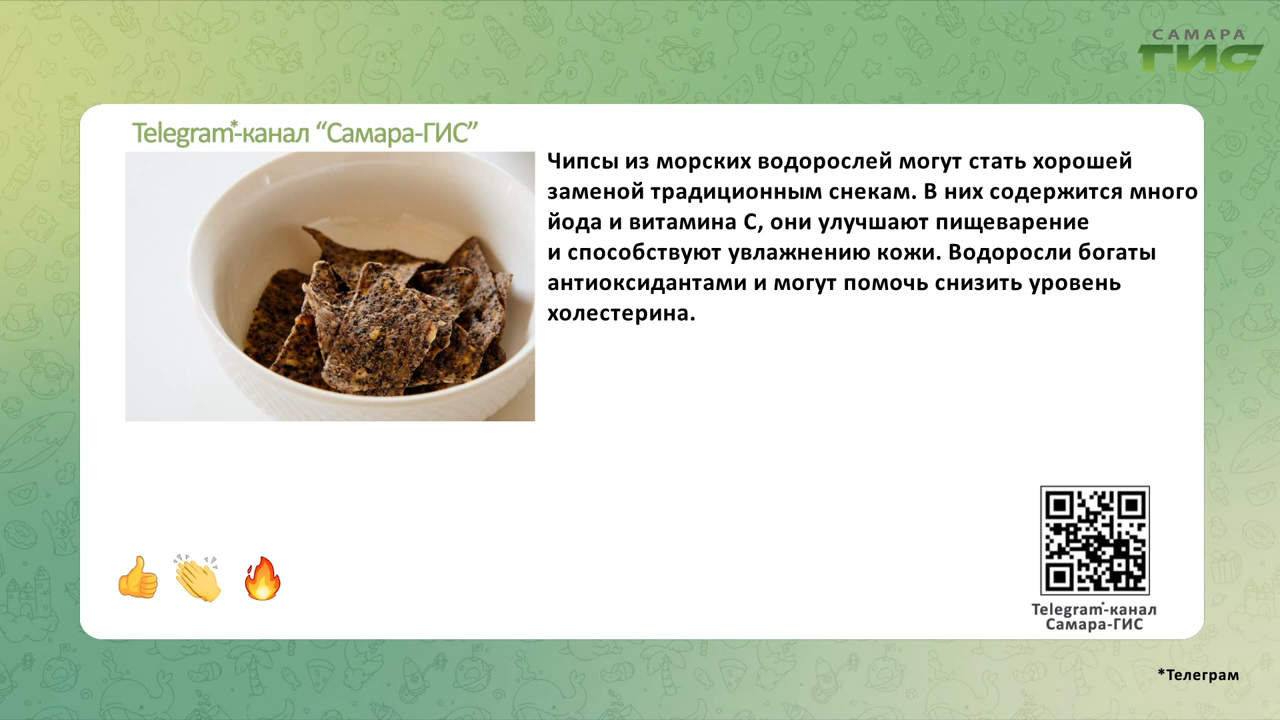 САМАРА
ГИС
Telegram*-канал “Самара-ГИС”
Чипсы из морских водорослей могут стать хорошей
заменой традиционным снекам. В них содержится много
йода и витамина С, они улучшают пищеварение
и способствуют увлажнению кожи. Водоросли богаты
антиоксидантами и могут помочь снизить уровень
холестерина.
Telegram*-канал
Самара-ГИС
*Телеграм